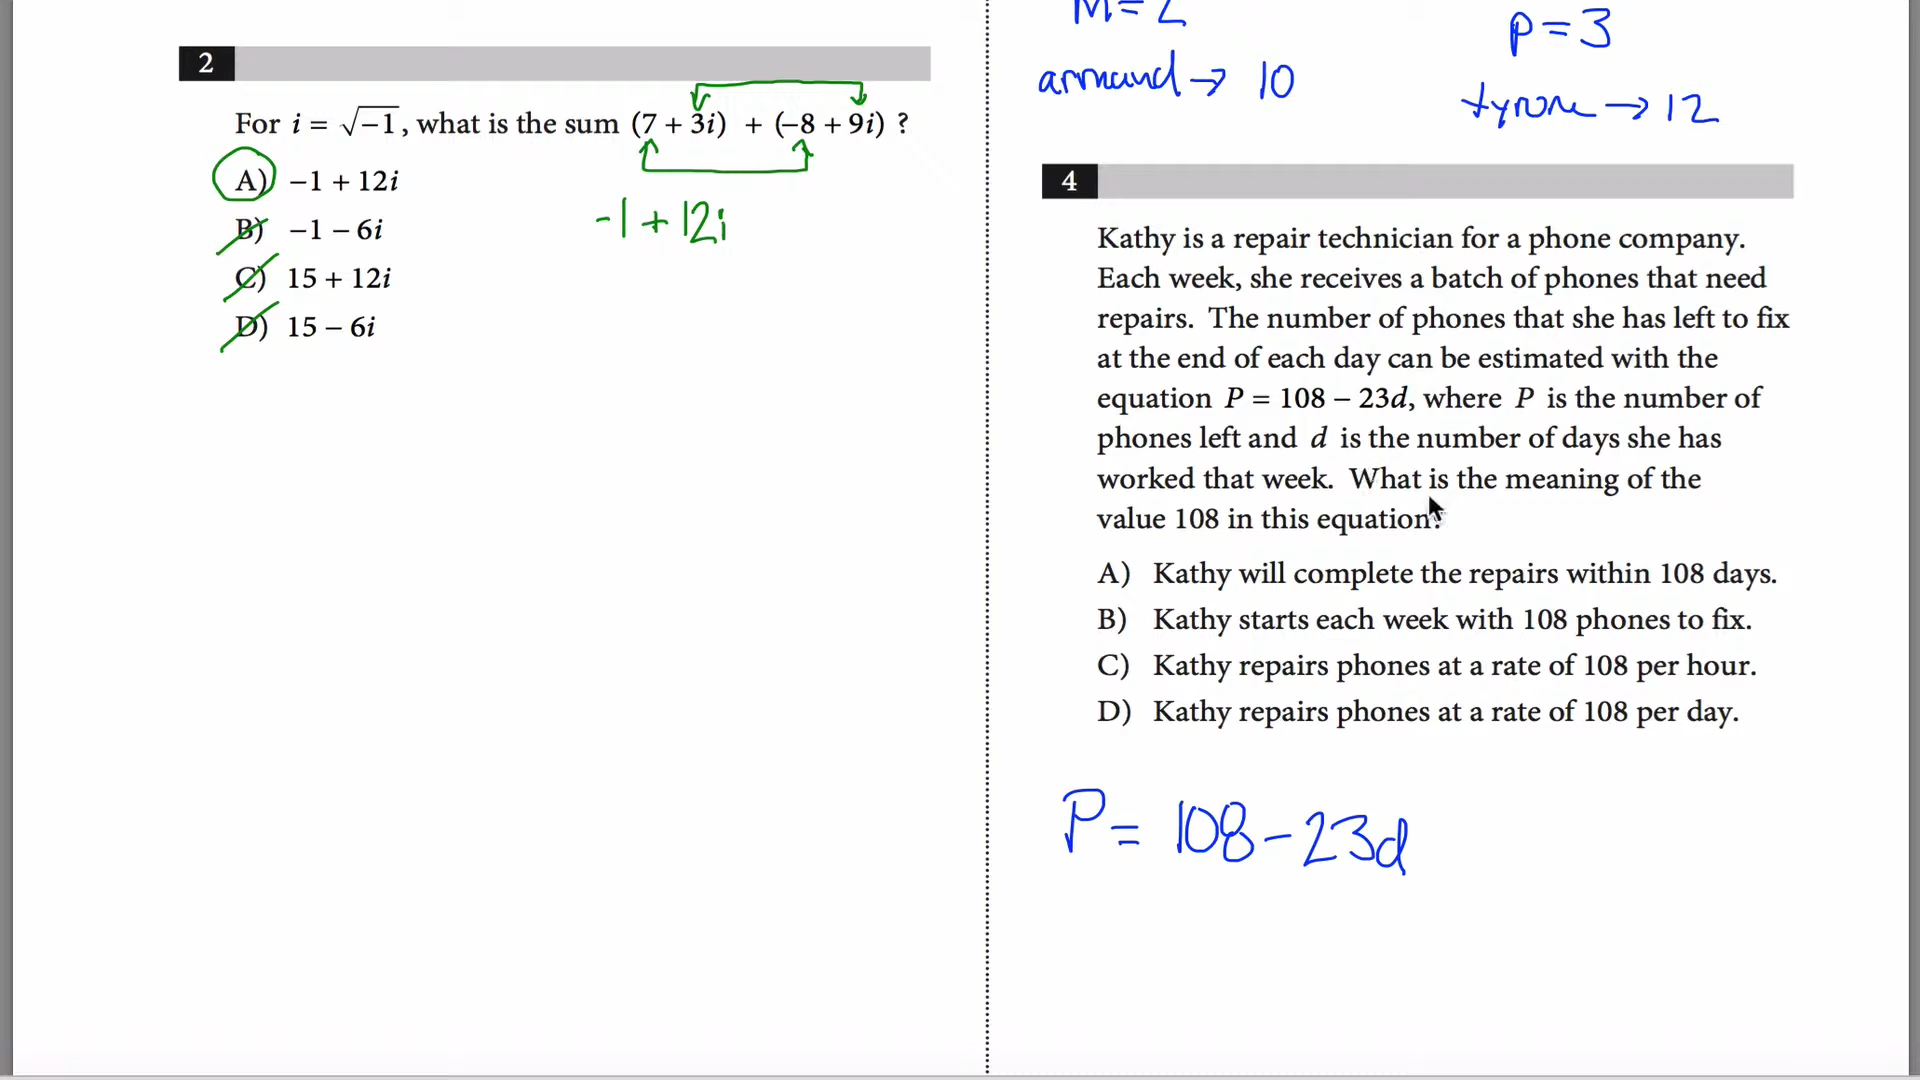 2
For i = √−1, what is the sum (7 + 3i) + (−8 + 9i) ?
A) −1 + 12i
B) −1 − 6i
C) 15 + 12i
D) 15 − 6i
-1 + 12i
M = 2
armand → 10
p = 3
tyrone → 12
4
Kathy is a repair technician for a phone company.
Each week, she receives a batch of phones that need
repairs. The number of phones that she has left to fix
at the end of each day can be estimated with the
equation P = 108 − 23d, where P is the number of
phones left and d is the number of days she has
worked that week. What is the meaning of the
value 108 in this equation?
A) Kathy will complete the repairs within 108 days.
B) Kathy starts each week with 108 phones to fix.
C) Kathy repairs phones at a rate of 108 per hour.
D) Kathy repairs phones at a rate of 108 per day.
P = 108 - 23d